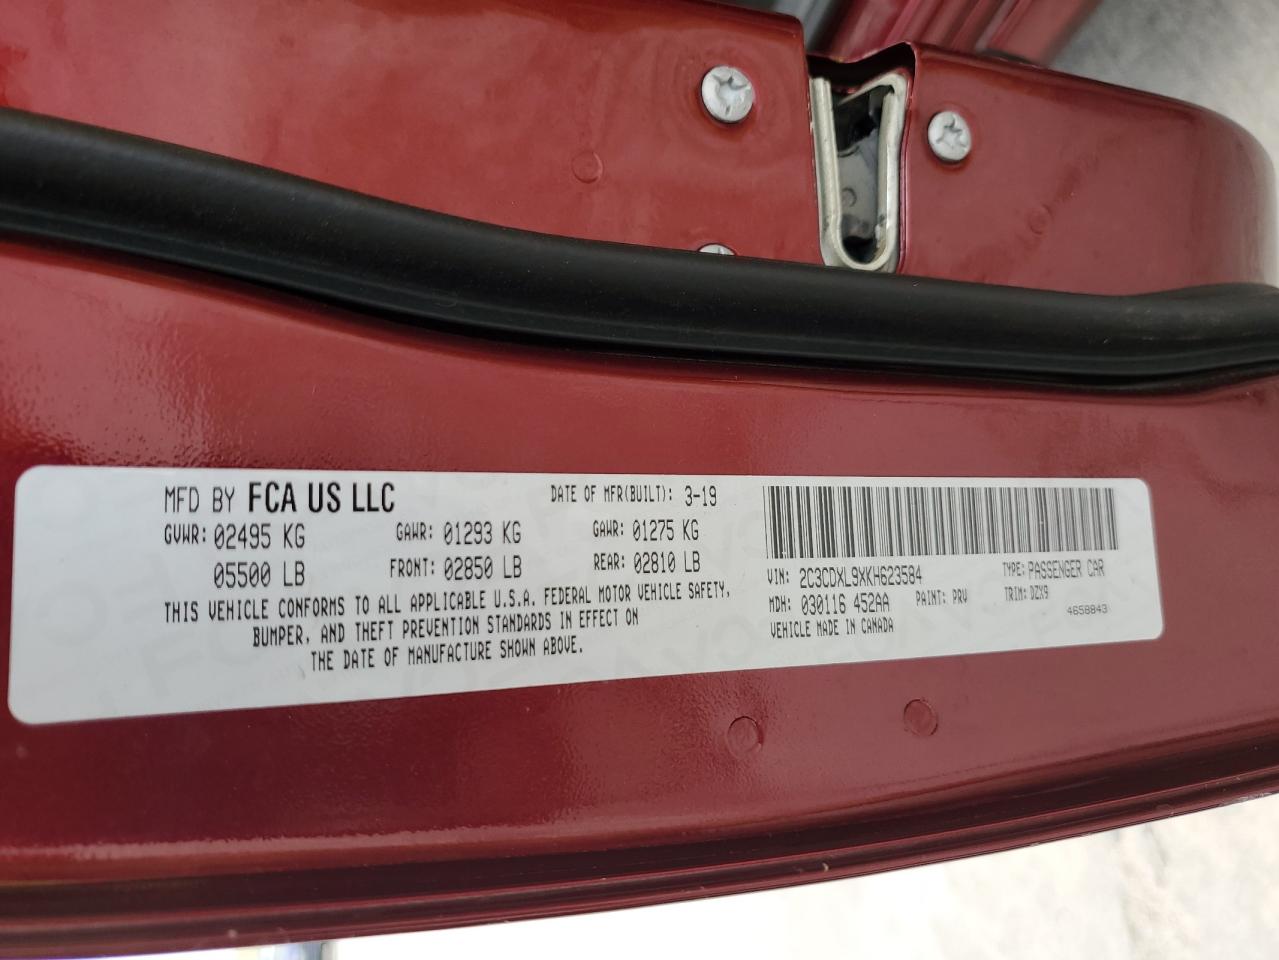 MFD BY FCA US LLC DATE OF MFR(BUILT): 3-19
GVWR: 02495 KG GAWR: 01293 KG GAWR: 01275 KG
05500 LB FRONT: 02850 LB REAR: 02810 LB
THIS VEHICLE CONFORMS TO ALL APPLICABLE U.S.A. FEDERAL MOTOR VEHICLE SAFETY,
BUMPER, AND THEFT PREVENTION STANDARDS IN EFFECT ON
THE DATE OF MANUFACTURE SHOWN ABOVE.
VIN: 2C3CDXL9XKH623584 TYPE: PASSENGER CAR
MDH: 030116 452AA PAINT: PRV TRIM: DZX9
VEHICLE MADE IN CANADA 4658843